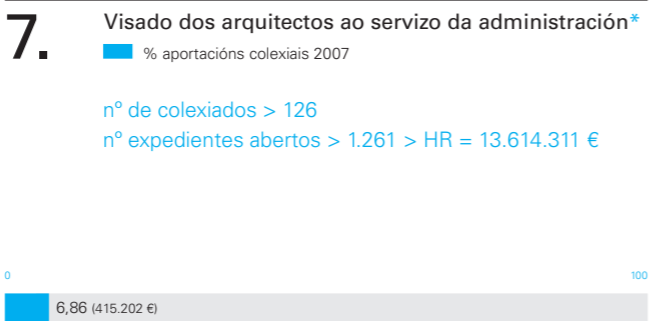 7.
Visado dos arquitectos ao servizo da administración*
% aportacións colexiais 2007
nº de colexiados > 126
nº expedientes abertos > 1.261 > HR = 13.614.311 €
0 100
6,86 (415.202 €)